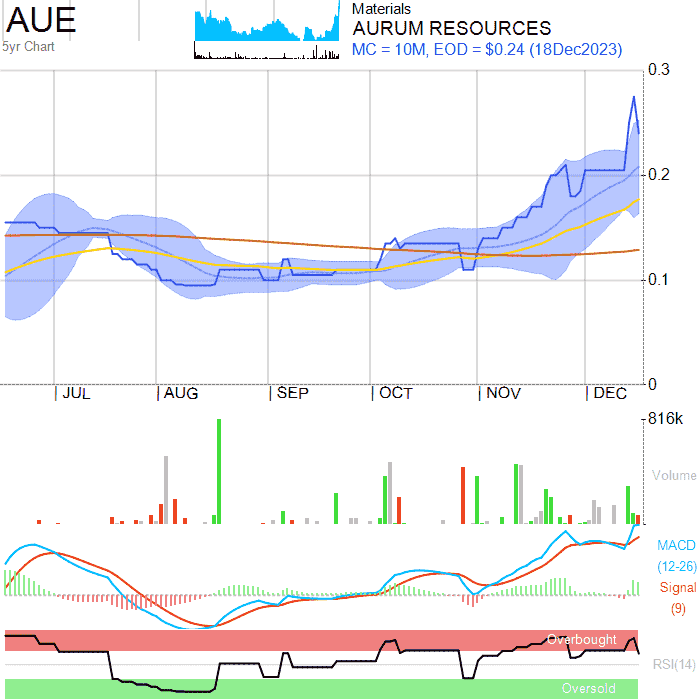 AUE
5yr Chart
Materials
AURUM RESOURCES
MC = 10M, EOD = $0.24 (18Dec2023)
0.3
0.2
0.1
0
JUL AUG SEP OCT NOV DEC
816k
Volume
MACD
(12-26)
Signal
(9)
Overbought
RSI(14)
Oversold